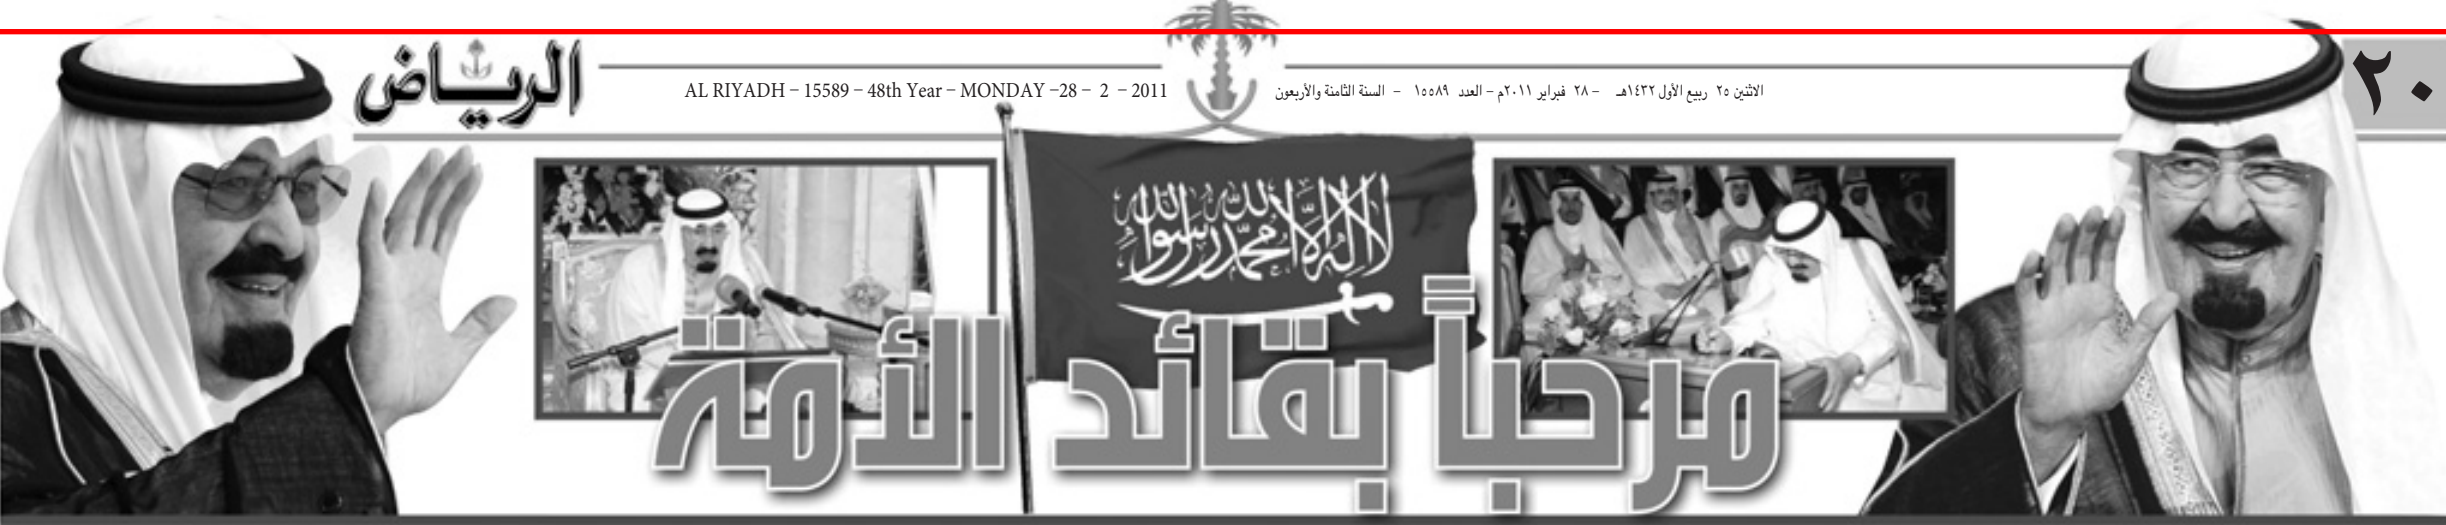 ٢٠
الاثنين ٢٥ ربيع الأول ١٤٣٢هـ - ٢٨ فبراير ٢٠١١م - العدد ١٥٥٨٩ - السنة الثامنة والأربعون
AL RIYADH – 15589 – 48th Year – MONDAY –28 – 2 – 2011
الرياض
لا إله إلا الله محمد رسول الله
مرحباً بقائد الأمة